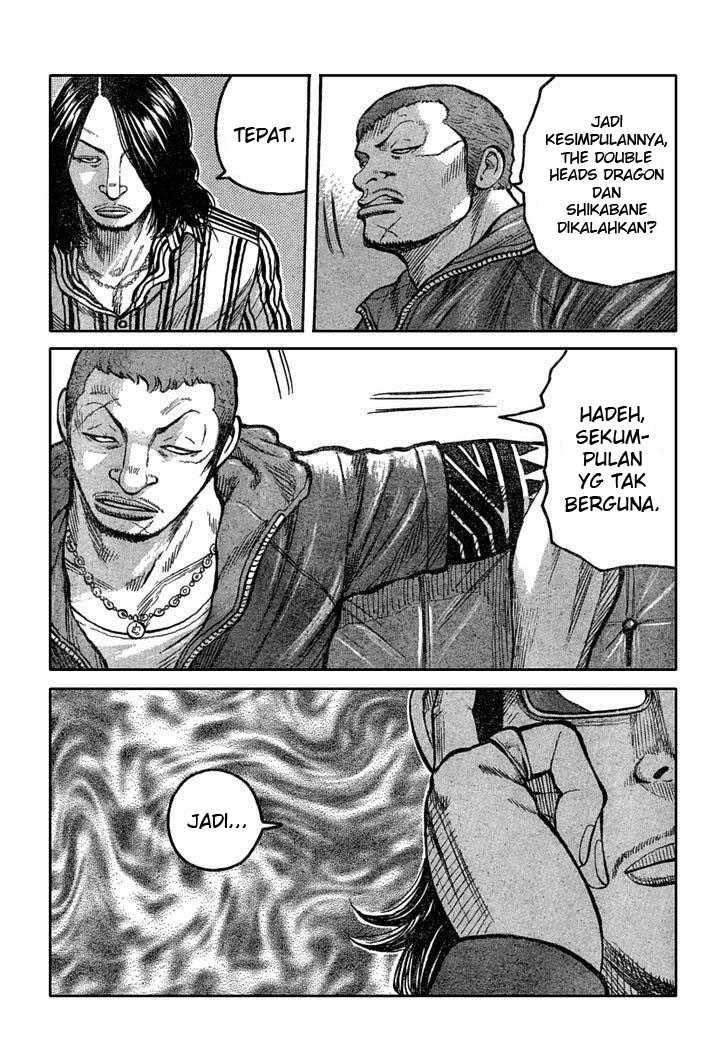 JADI
KESIMPULANNYA,
THE DOUBLE
HEADS DRAGON
DAN
SHIKABANE
DIKALAHKAN?
TEPAT.
HADEH,
SEKUM-
PULAN
YG TAK
BERGUNA.
JADI...